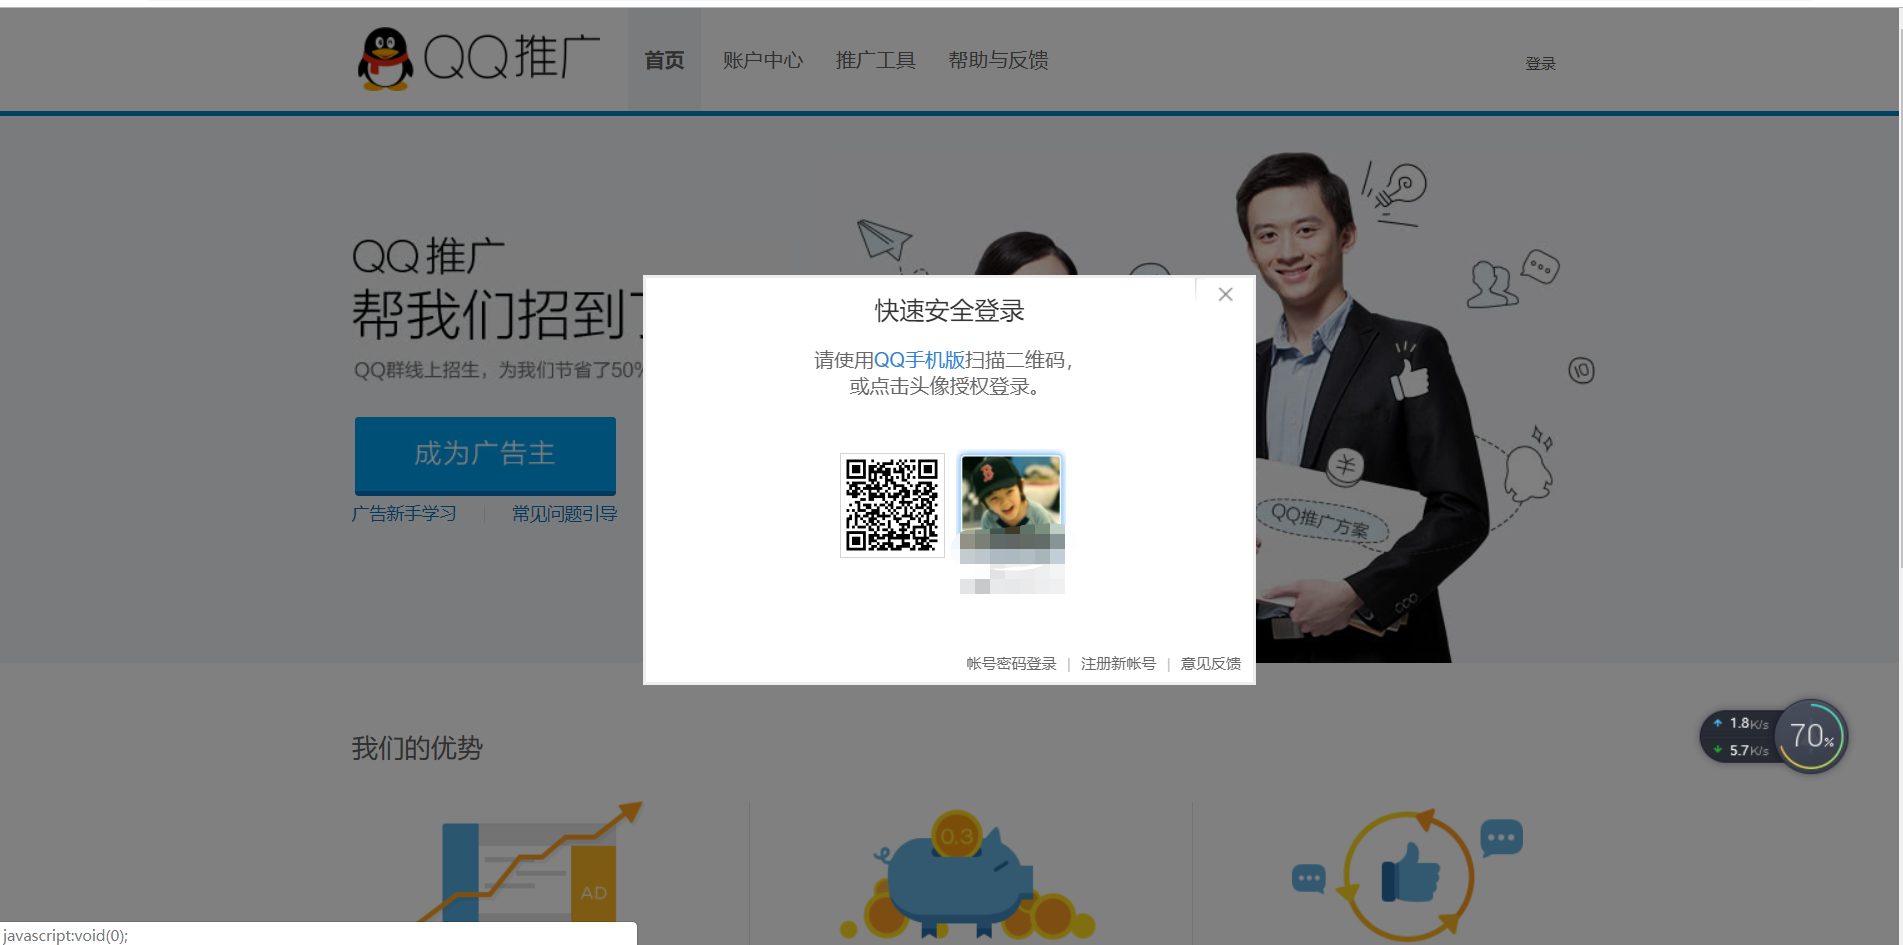 QQ推广
首页
账户中心
推广工具
帮助与反馈
登录
QQ推广
帮我们招到
QQ群线上招生，为我们节省了50%
成为广告主
广告新手学习
常见问题引导
快速安全登录
请使用QQ手机版扫描二维码，
或点击头像授权登录。
B
帐号密码登录 | 注册新帐号 | 意见反馈
QQ推广方案
¥
10
我们的优势
1.8K/s
5.7K/s
70%
AD
0.3
javascript:void(0);